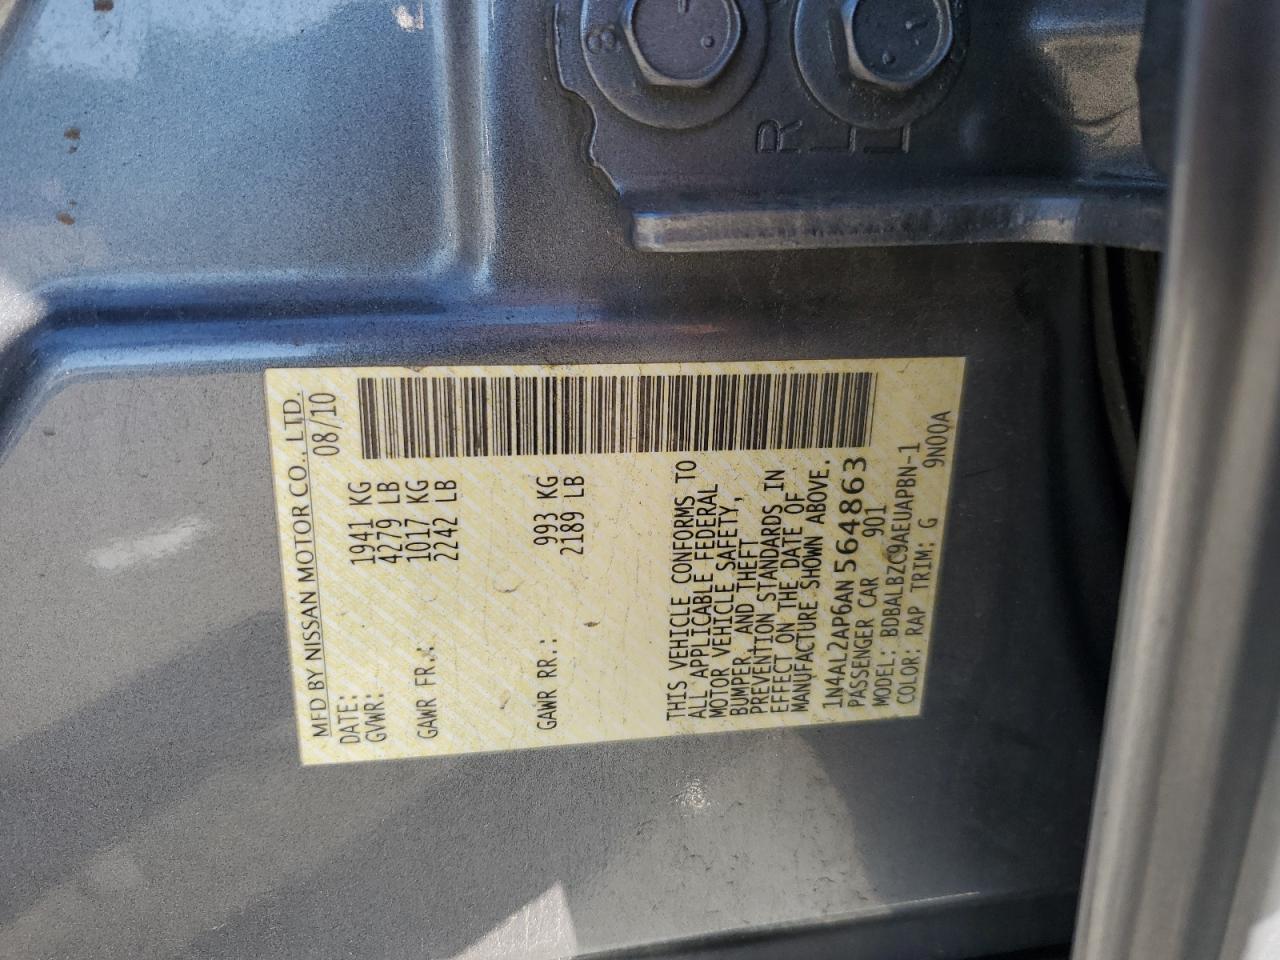 MFD BY NISSAN MOTOR CO., LTD.
DATE: 08/10
GVWR: 1941 KG
4279 LB
GAWR FR.: 1017 KG
2242 LB
GAWR RR.: 993 KG
2189 LB
THIS VEHICLE CONFORMS TO
ALL APPLICABLE FEDERAL
MOTOR VEHICLE SAFETY,
BUMPER, AND THEFT
PREVENTION STANDARDS IN
EFFECT ON THE DATE OF
MANUFACTURE SHOWN ABOVE.
1N4AL2AP6AN564863
PASSENGER CAR 901
MODEL: BDBALBZC9AEUAPBN-1
COLOR: RAP TRIM: G 9N00A
8
R
L
L